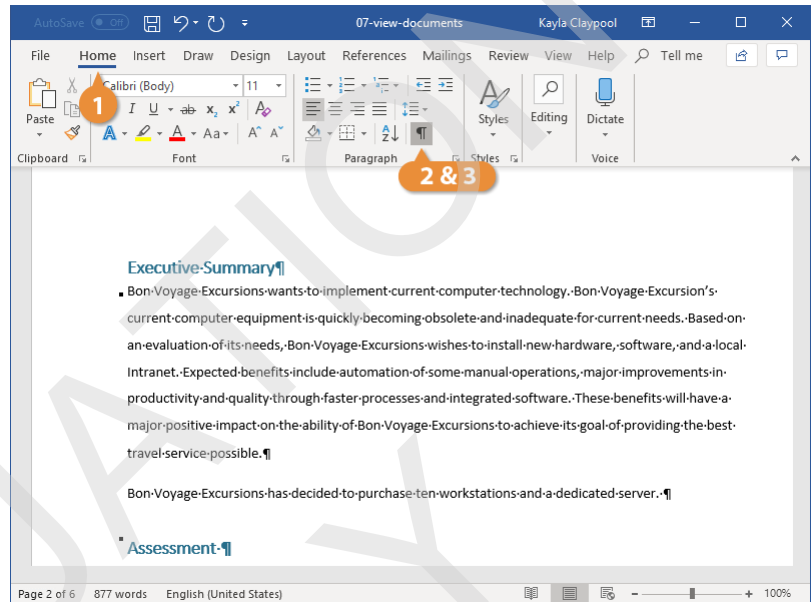 AutoSave Off 07-view-documents Kayla Claypool
File Home Insert Draw Design Layout References Mailings Review View Help Tell me
Calibri (Body) 11
1 I U ab x₂ x² A
Paste A A Aa A^ A˅ A Z ¶ Styles Editing Dictate
Clipboard Font Paragraph Styles Voice
2 & 3
Executive·Summary¶
Bon·Voyage·Excursions·wants·to·implement·current·computer·technology.·Bon·Voyage·Excursion's·
current·computer·equipment·is·quickly·becoming·obsolete·and·inadequate·for·current·needs.·Based·on·
an·evaluation·of·its·needs,·Bon·Voyage·Excursions·wishes·to·install·new·hardware,·software,·and·a·local·
Intranet.·Expected·benefits·include·automation·of·some·manual·operations,·major·improvements·in·
productivity·and·quality·through·faster·processes·and·integrated·software.·These·benefits·will·have·a·
major·positive·impact·on·the·ability·of·Bon·Voyage·Excursions·to·achieve·its·goal·of·providing·the·best·
travel·service·possible.¶
Bon·Voyage·Excursions·has·decided·to·purchase·ten·workstations·and·a·dedicated·server.·¶
Assessment·¶
Page 2 of 6 877 words English (United States) 100%